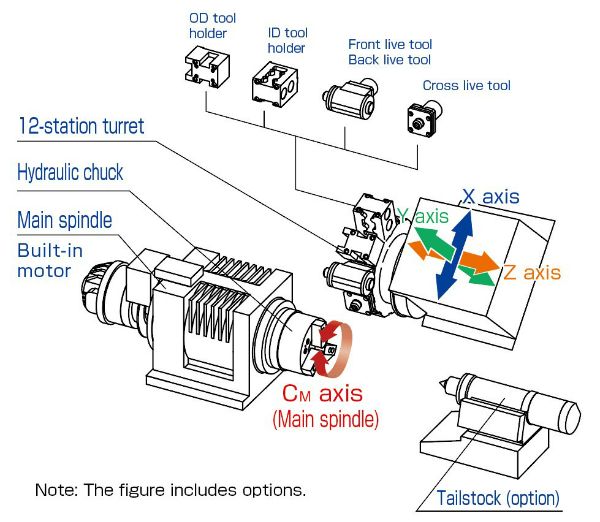 OD tool
holder
ID tool
holder
Front live tool
Back live tool
Cross live tool
12-station turret
Hydraulic chuck
Main spindle
Built-in
motor
X axis
Y axis
Z axis
CM axis
(Main spindle)
Tailstock (option)
Note: The figure includes options.